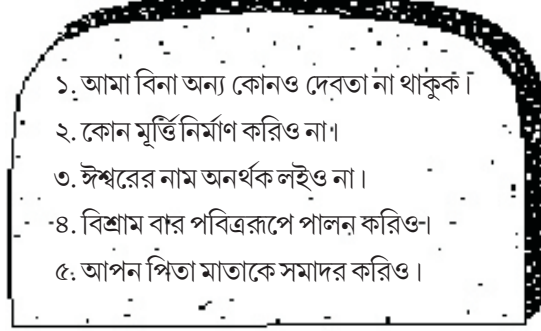 ১. আমা বিনা অন্য কোনও দেবতা না থাকুক।
২. কোন মূর্ত্তি নির্মাণ করিও না।
৩. ঈশ্বরের নাম অনর্থক লইও না।
৪. বিশ্রাম বার পবিত্ররূপে পালন করিও।
৫. আপন পিতা মাতাকে সমাদর করিও।